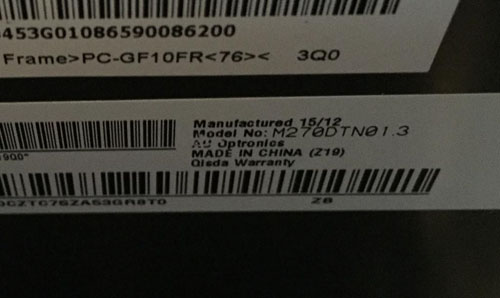 453G01086590086200
Frame>PC-GF10FR<76>< 3Q0
Manufactured 15/12
Model No: M270DTN01.3
AU Optronics
MADE IN CHINA (Z19)
Qisda Warranty
Z8